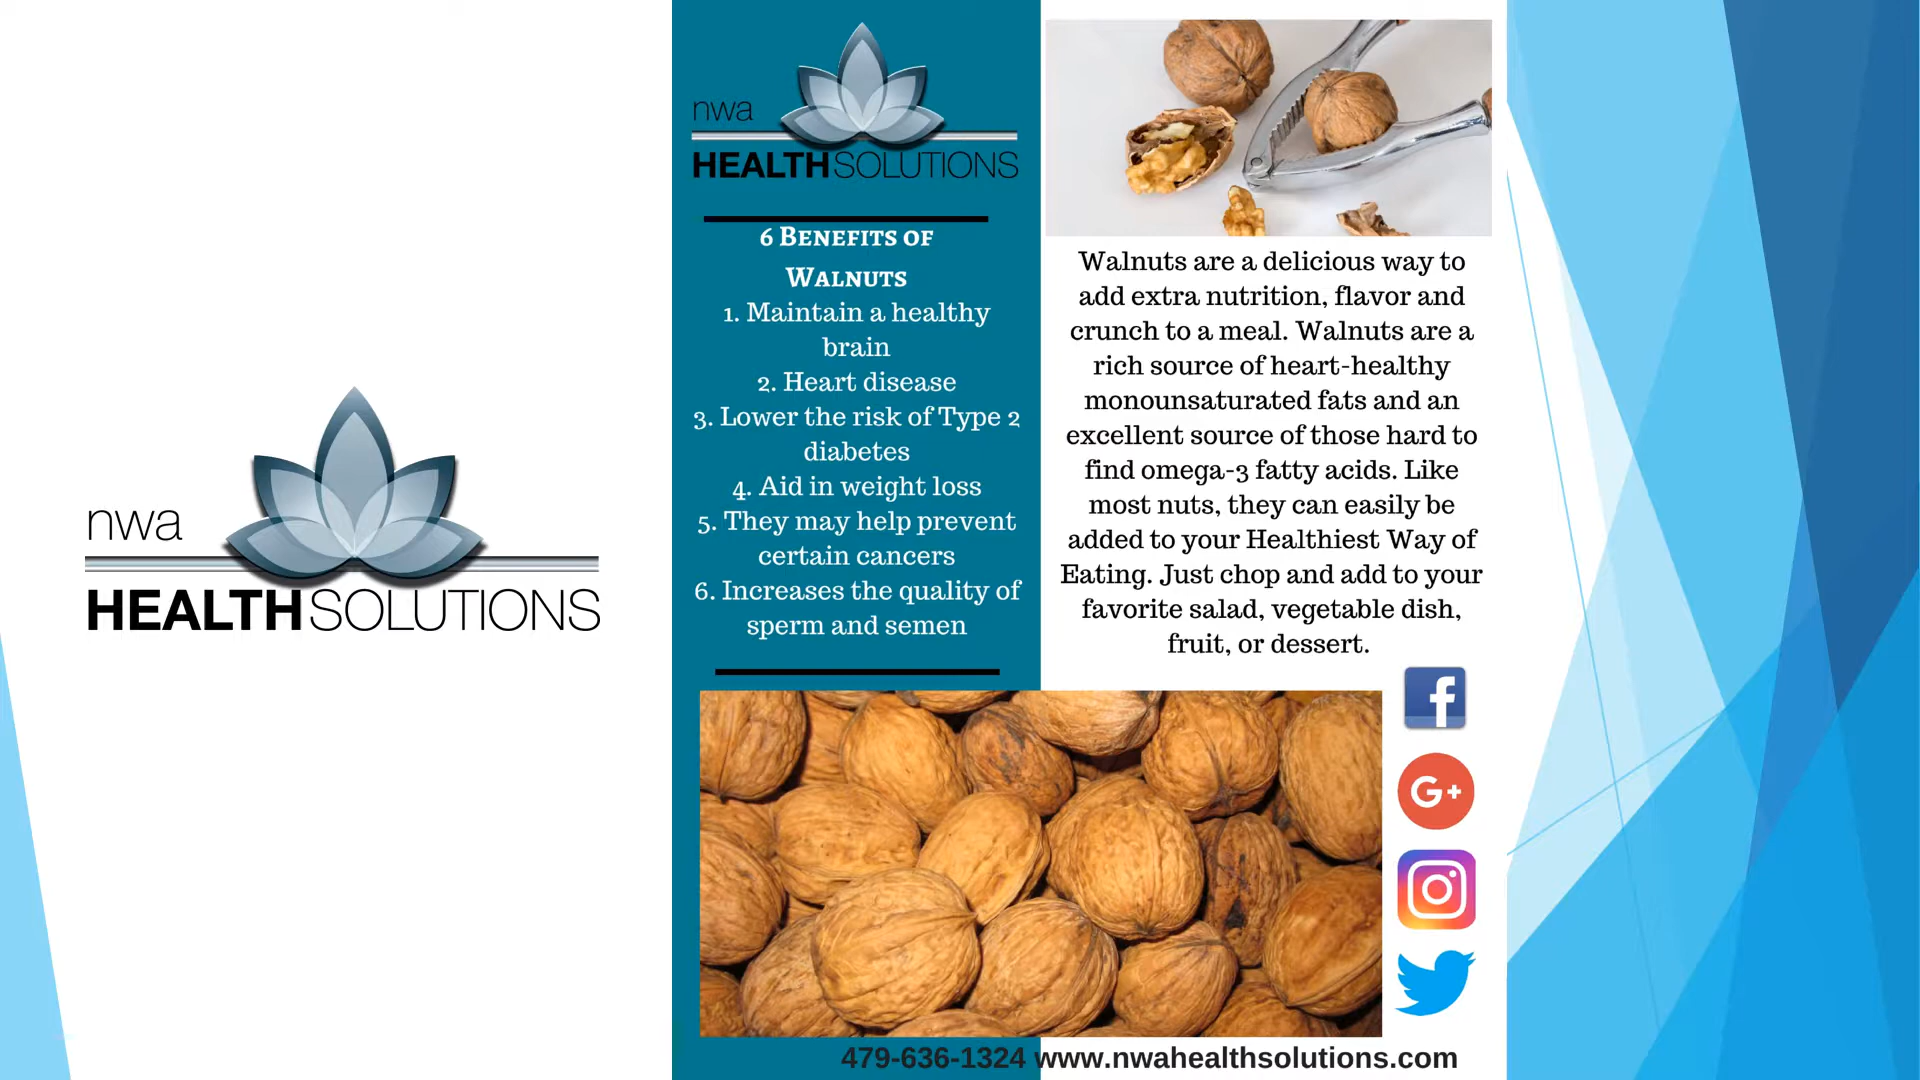 nwa
HEALTHSOLUTIONS
nwa
HEALTHSOLUTIONS
6 BENEFITS OF
WALNUTS
1. Maintain a healthy
brain
2. Heart disease
3. Lower the risk of Type 2
diabetes
4. Aid in weight loss
5. They may help prevent
certain cancers
6. Increases the quality of
sperm and semen
Walnuts are a delicious way to
add extra nutrition, flavor and
crunch to a meal. Walnuts are a
rich source of heart-healthy
monounsaturated fats and an
excellent source of those hard to
find omega-3 fatty acids. Like
most nuts, they can easily be
added to your Healthiest Way of
Eating. Just chop and add to your
favorite salad, vegetable dish,
fruit, or dessert.
f
G+
479-636-1324 www.nwahealthsolutions.com